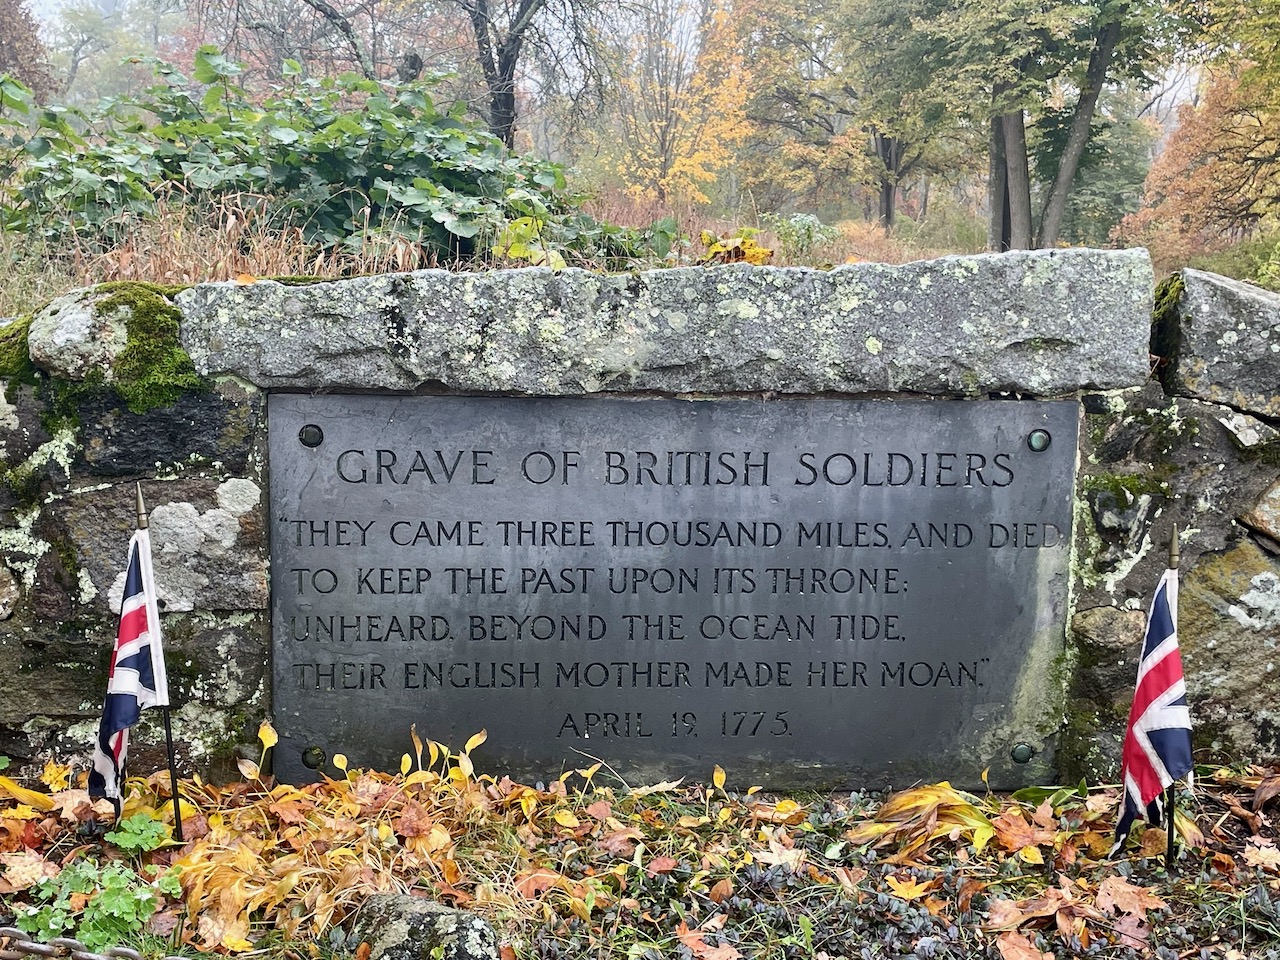 GRAVE OF BRITISH SOLDIERS
"THEY CAME THREE THOUSAND MILES, AND DIED,
TO KEEP THE PAST UPON ITS THRONE;
UNHEARD, BEYOND THE OCEAN TIDE,
THEIR ENGLISH MOTHER MADE HER MOAN."
APRIL 19, 1775.